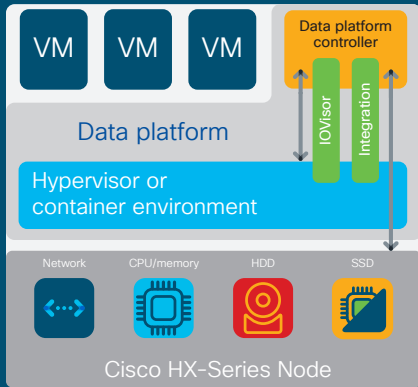 VM VM VM
Data platform
controller
IOVisor
Integration
Data platform
Hypervisor or
container environment
Network CPU/memory HDD SSD
Cisco HX-Series Node